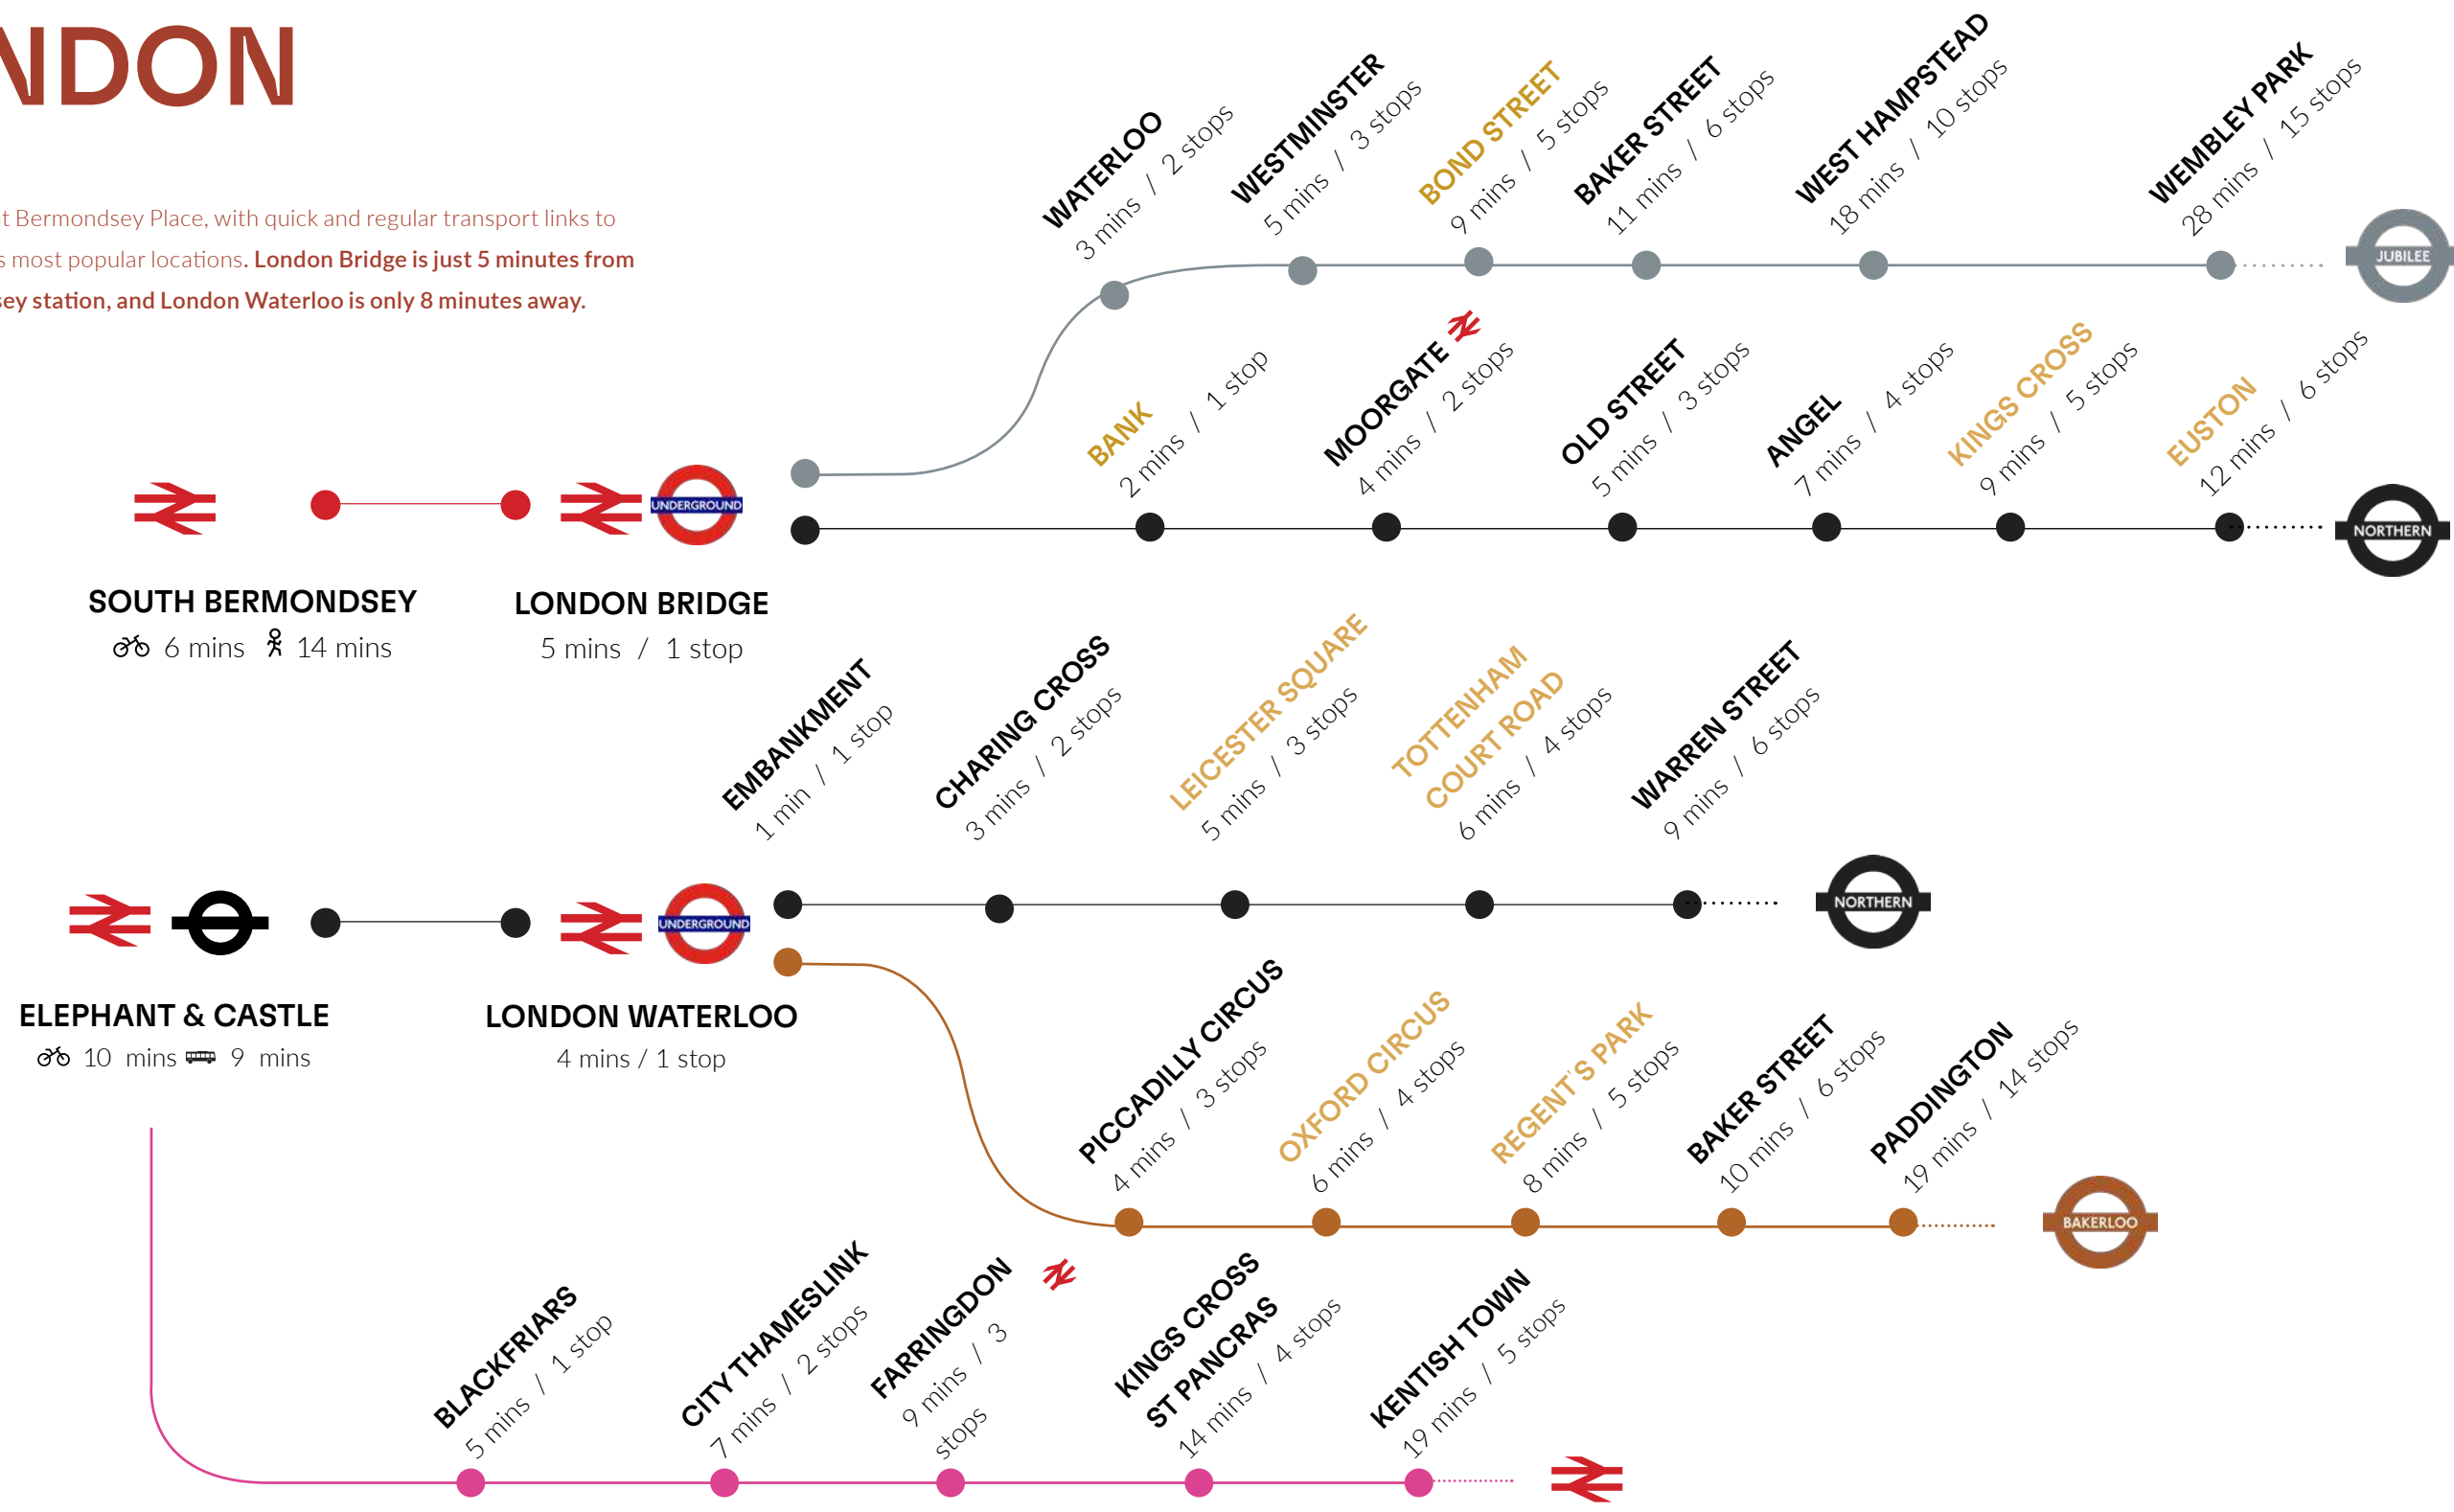 NDON
t Bermondsey Place, with quick and regular transport links to
s most popular locations. London Bridge is just 5 minutes from
sey station, and London Waterloo is only 8 minutes away.
WATERLOO
3 mins / 2 stops
WESTMINSTER
5 mins / 3 stops
BOND STREET
9 mins / 5 stops
BAKER STREET
11 mins / 6 stops
WEST HAMPSTEAD
18 mins / 10 stops
WEMBLEY PARK
28 mins / 15 stops
JUBILEE
BANK
2 mins / 1 stop
MOORGATE
4 mins / 2 stops
OLD STREET
5 mins / 3 stops
ANGEL
7 mins / 4 stops
KINGS CROSS
9 mins / 5 stops
EUSTON
12 mins / 6 stops
NORTHERN
UNDERGROUND
SOUTH BERMONDSEY
6 mins 14 mins
LONDON BRIDGE
5 mins / 1 stop
EMBANKMENT
1 min / 1 stop
CHARING CROSS
3 mins / 2 stops
LEICESTER SQUARE
5 mins / 3 stops
TOTTENHAM
COURT ROAD
6 mins / 4 stops
WARREN STREET
9 mins / 6 stops
NORTHERN
UNDERGROUND
ELEPHANT & CASTLE
10 mins 9 mins
LONDON WATERLOO
4 mins / 1 stop
PICCADILLY CIRCUS
4 mins / 3 stops
OXFORD CIRCUS
6 mins / 4 stops
REGENT'S PARK
8 mins / 5 stops
BAKER STREET
10 mins / 6 stops
PADDINGTON
19 mins / 14 stops
BAKERLOO
BLACKFRIARS
5 mins / 1 stop
CITY THAMESLINK
7 mins / 2 stops
FARRINGDON
9 mins / 3
stops
KINGS CROSS
ST PANCRAS
14 mins / 4 stops
KENTISH TOWN
19 mins / 5 stops